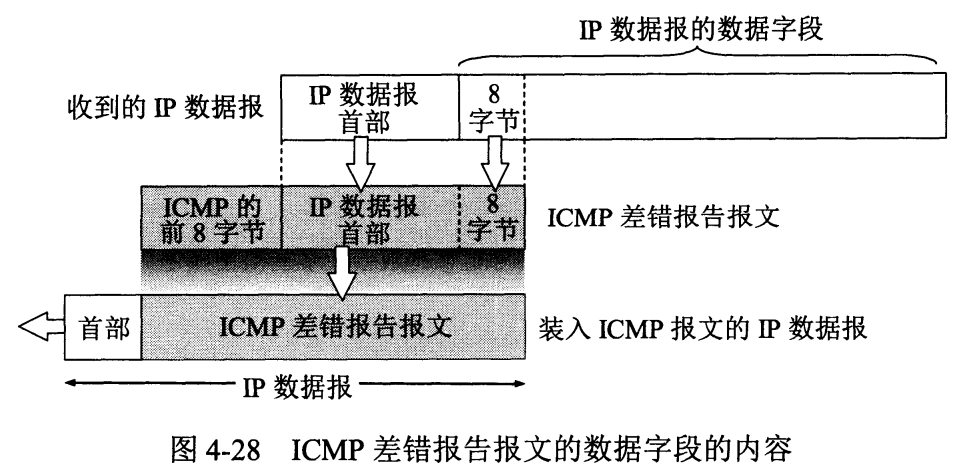 IP 数据报的数据字段
收到的 IP 数据报
IP 数据报
首部
8
字节
ICMP 的
前 8 字节
IP 数据报
首部
8
字节
ICMP 差错报告报文
首部
ICMP 差错报告报文
装入 ICMP 报文的 IP 数据报
IP 数据报
图 4-28 ICMP 差错报告报文的数据字段的内容